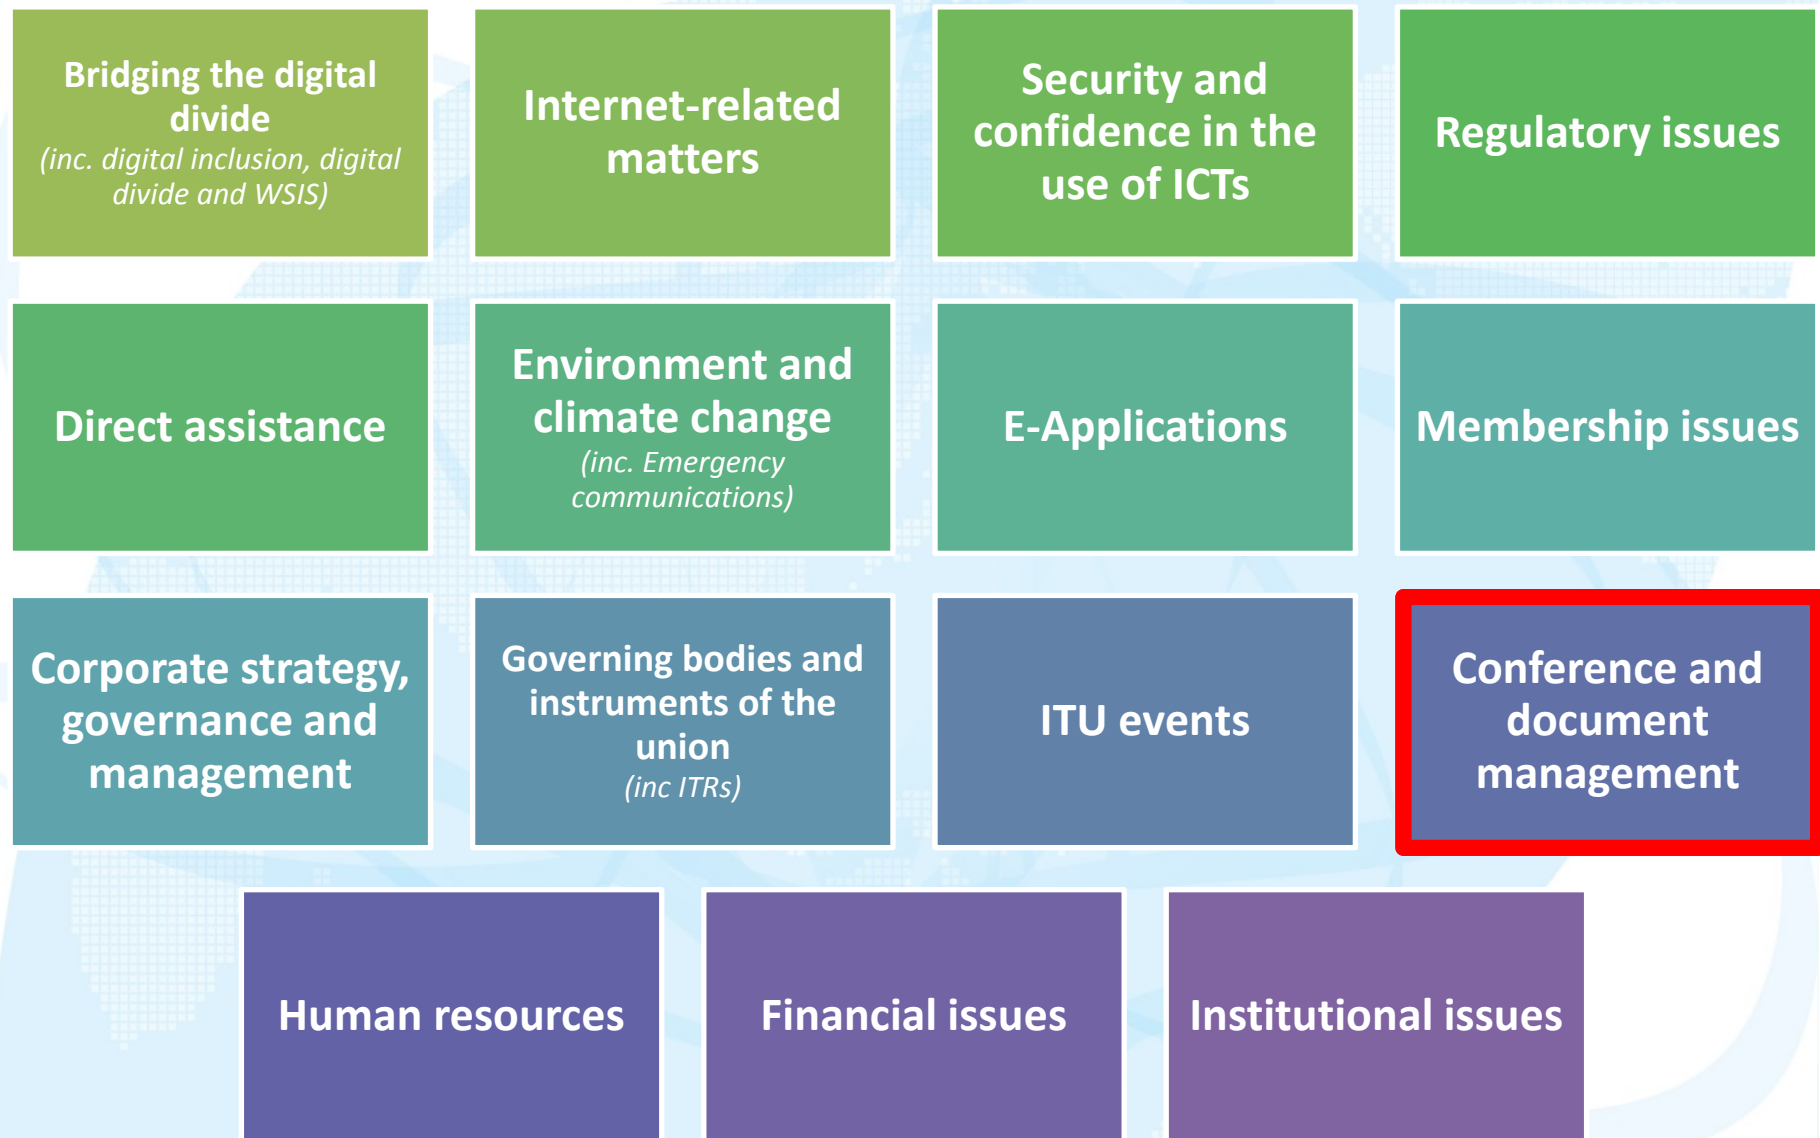 Bridging the digital
divide
(inc. digital inclusion, digital
divide and WSIS)
Internet-related
matters
Security and
confidence in the
use of ICTs
Regulatory issues
Direct assistance
Environment and
climate change
(inc. Emergency
communications)
E-Applications
Membership issues
Corporate strategy,
governance and
management
Governing bodies and
instruments of the
union
(inc ITRs)
ITU events
Conference and
document
management
Human resources
Financial issues
Institutional issues